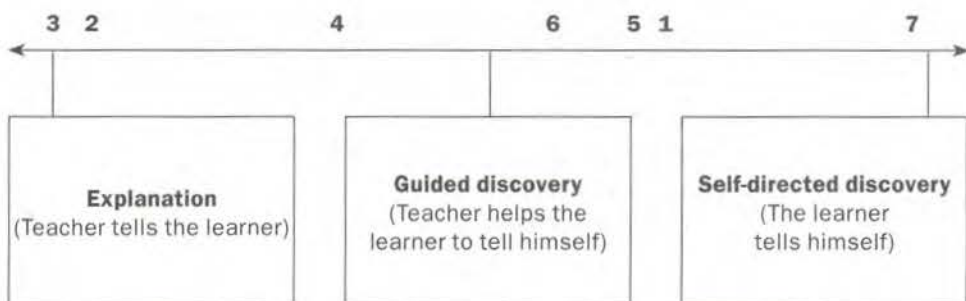 3 2 4 6 5 1 7
Explanation
(Teacher tells the learner)
Guided discovery
(Teacher helps the
learner to tell himself)
Self-directed discovery
(The learner
tells himself)